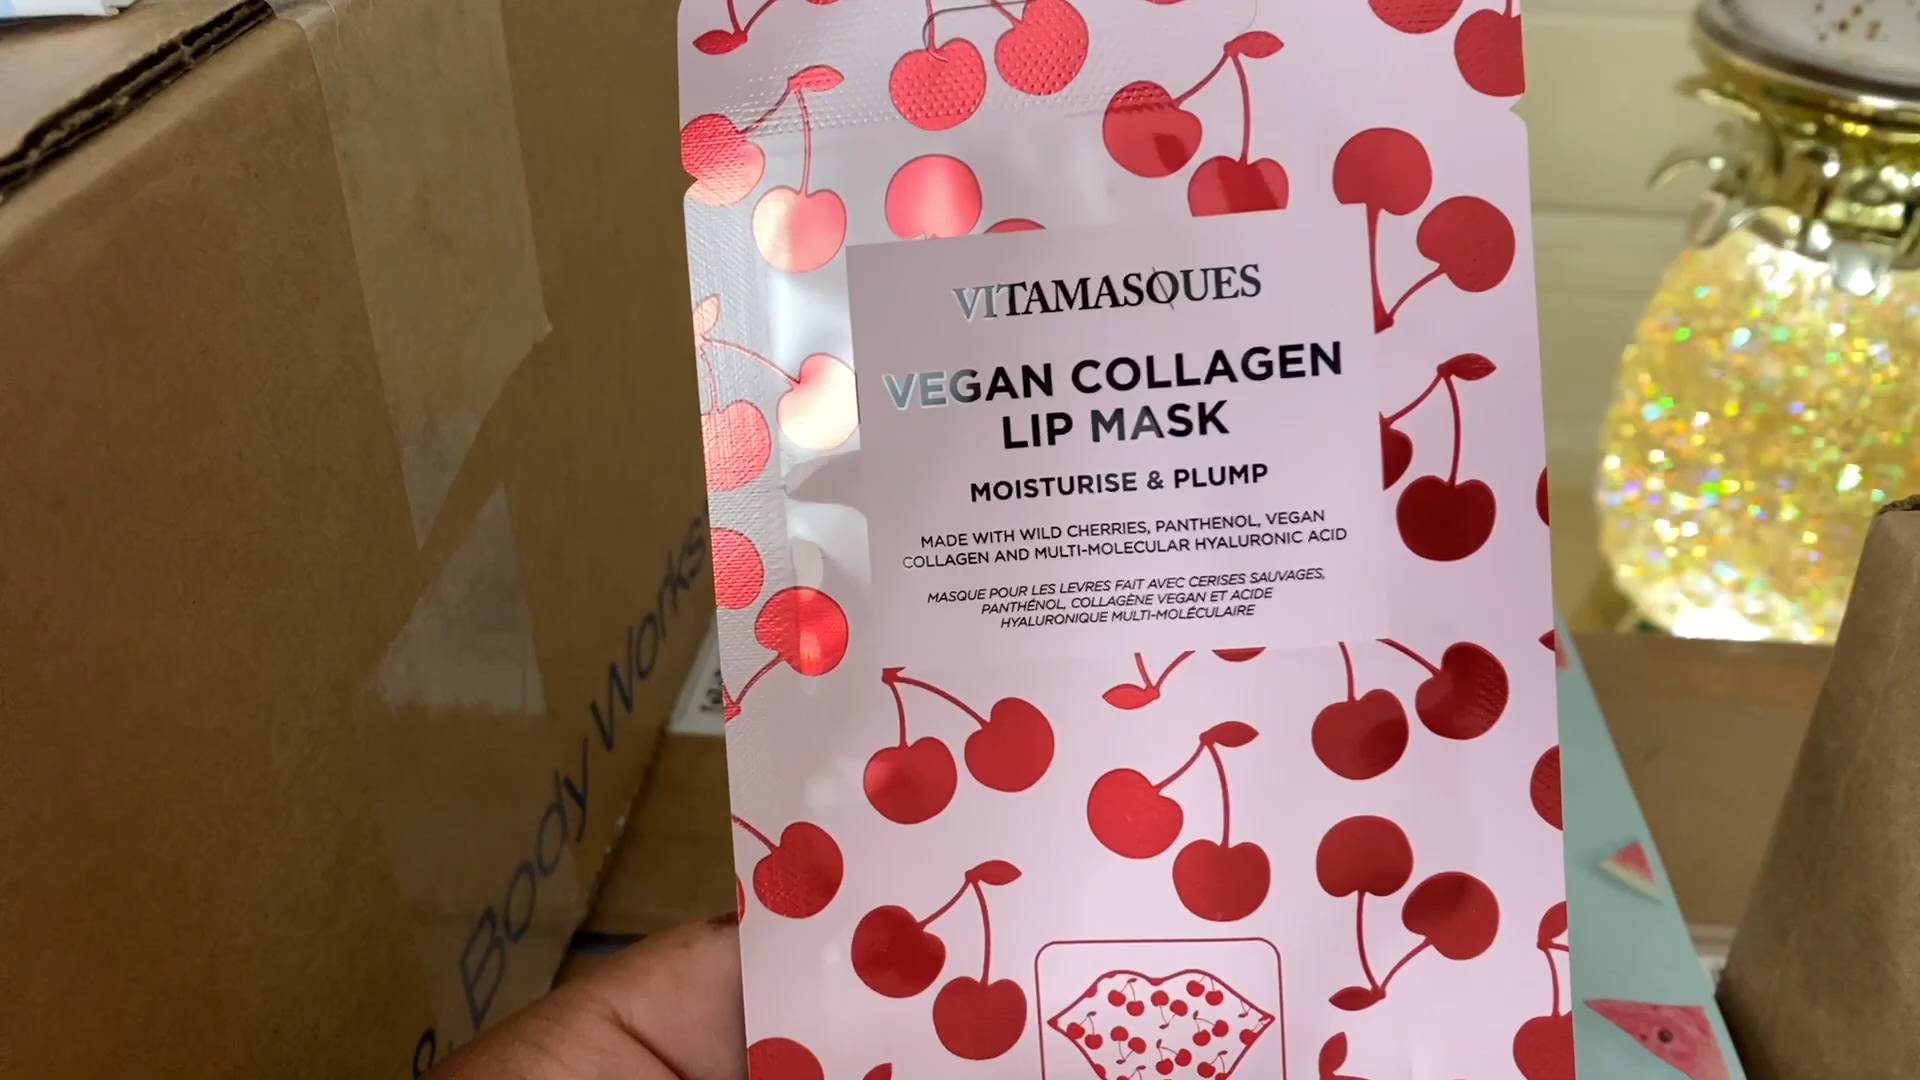 VITAMASQUES
VEGAN COLLAGEN
LIP MASK
MOISTURISE & PLUMP
MADE WITH WILD CHERRIES, PANTHENOL, VEGAN
COLLAGEN AND MULTI-MOLECULAR HYALURONIC ACID
MASQUE POUR LES LEVRES FAIT AVEC CERISES SAUVAGES,
PANTHÉNOL, COLLAGÈNE VEGAN ET ACIDE
HYALURONIQUE MULTI-MOLÉCULAIRE
& Body Works